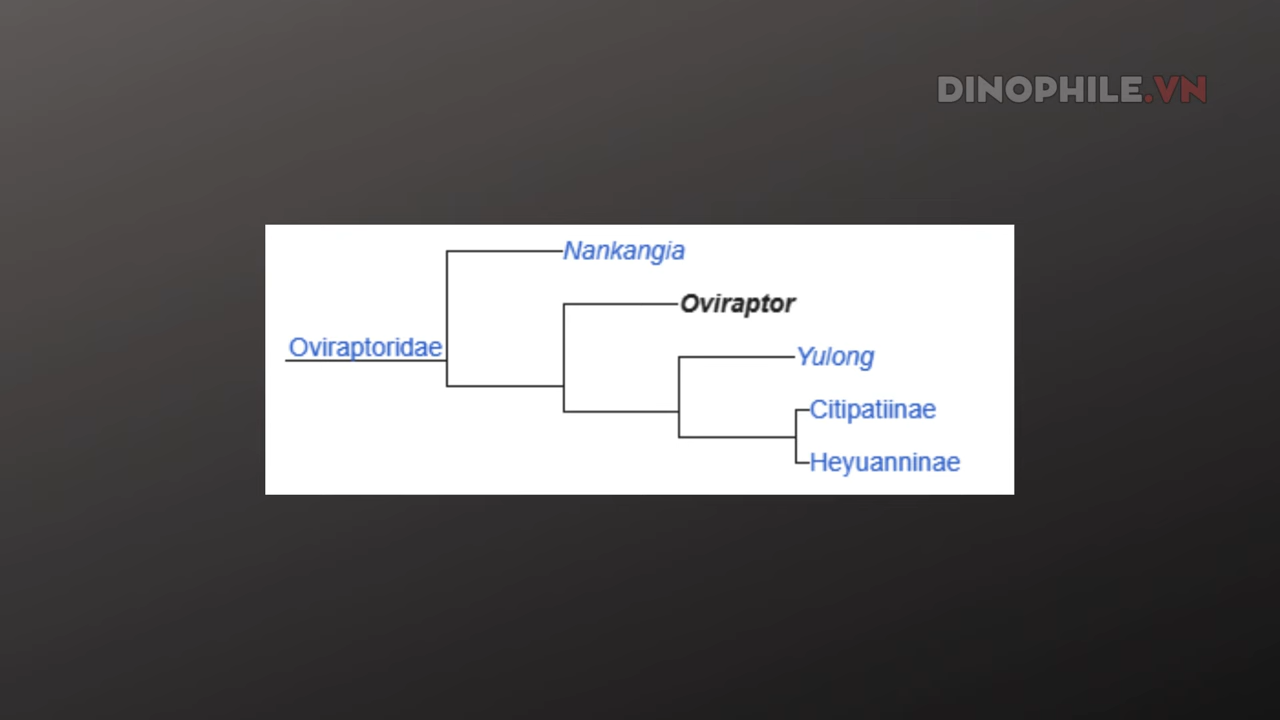 DINOPHILE.VN
Nankangia
Oviraptor
Oviraptoridae
Yulong
Citipatiinae
Heyuanninae